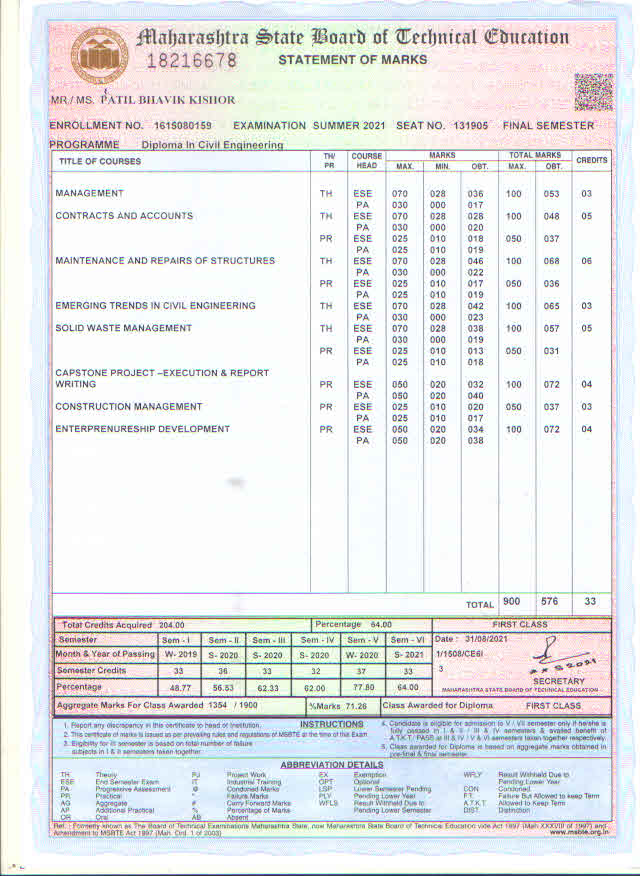 Maharashtra State Board of Technical Education
18216678 STATEMENT OF MARKS
MR / MS. PATIL BHAVIK KISHOR
ENROLLMENT NO. 1615080159 EXAMINATION SUMMER 2021 SEAT NO. 131905 FINAL SEMESTER
PROGRAMME Diploma In Civil Engineering
TITLE OF COURSES TH/ PR COURSE HEAD MARKS TOTAL MARKS CREDITS
MAX. MIN. OBT. MAX. OBT.
MANAGEMENT TH ESE 070 028 036 100 053 03
PA 030 000 017
CONTRACTS AND ACCOUNTS TH ESE 070 028 028 100 048 05
PA 030 000 020
PR ESE 025 010 018 050 037
PA 025 010 019
MAINTENANCE AND REPAIRS OF STRUCTURES TH ESE 070 028 046 100 068 06
PA 030 000 022
PR ESE 025 010 017 050 036
PA 025 010 019
EMERGING TRENDS IN CIVIL ENGINEERING TH ESE 070 028 042 100 065 03
PA 030 000 023
SOLID WASTE MANAGEMENT TH ESE 070 028 038 100 057 05
PA 030 000 019
PR ESE 025 010 013 050 031
PA 025 010 018
CAPSTONE PROJECT –EXECUTION & REPORT
WRITING PR ESE 050 020 032 100 072 04
PA 050 020 040
CONSTRUCTION MANAGEMENT PR ESE 025 010 020 050 037 03
PA 025 010 017
ENTERPRENURESHIP DEVELOPMENT PR ESE 050 020 034 100 072 04
PA 050 020 038
TOTAL 900 576 33
Total Credits Acquired 204.00 Percentage 64.00 FIRST CLASS
Semester Sem - I Sem - II Sem - III Sem - IV Sem - V Sem - VI Date : 31/08/2021
Month & Year of Passing W- 2019 S- 2020 S- 2020 S- 2020 W- 2020 S- 2021 1/1508/CE6I
Semester Credits 33 36 33 32 37 33 3
Percentage 48.77 56.53 62.33 62.00 77.80 64.00
SECRETARY
MAHARASHTRA STATE BOARD OF TECHNICAL EDUCATION
Aggregate Marks For Class Awarded 1354 / 1900 %Marks 71.26 Class Awarded for Diploma FIRST CLASS
INSTRUCTIONS
1. Report any discrepancy in this certificate to head of Institution.
2. This certificate of marks is issued as per prevailing rules and regulations of MSBTE at the time of this Exam
3. Eligibility for III semester is based on total number of failure
subjects in I & II semesters taken together.
4. Candidate is eligible for admission to V / VII semester only if he/she is
fully passed in I & II / III & IV semesters & availed benefit of
A.T.K.T. / PASS at III & IV / V & VI semesters taken together respectively.
5. Class awarded for Diploma is based on aggregate marks obtained in
pre-final & final semester.
ABBREVIATION DETAILS
TH Theory PJ Project Work EX Exemption WFLY Result Withheld Due to
ESE End Semester Exam IT Industrial Training OPT Optional Pending Lower Year
PA Progressive Assessment @ Condoned Marks LSP Lower Semester Pending CON Condoned
PR Practical * Failure Marks PLY Pending Lower Year F.T. Failure But Allowed to keep Term
AG Aggregate # Carry Forward Marks WFLS Result Withheld Due to A.T.K.T. Allowed to Keep Term
AP Additional Practical % Percentage of Marks Pending Lower Semester DIST. Distinction
OR Oral AB Absent
Ref. : Formerly known as The Board of Technical Examinations Maharashtra State, now Maharashtra State Board of Technical Education vide Act 1997 (Mah XXXVIII of 1997) and
Amendment to MSBTE Act 1997 (Mah. Ord. 1 of 2003) www.msbte.org.in